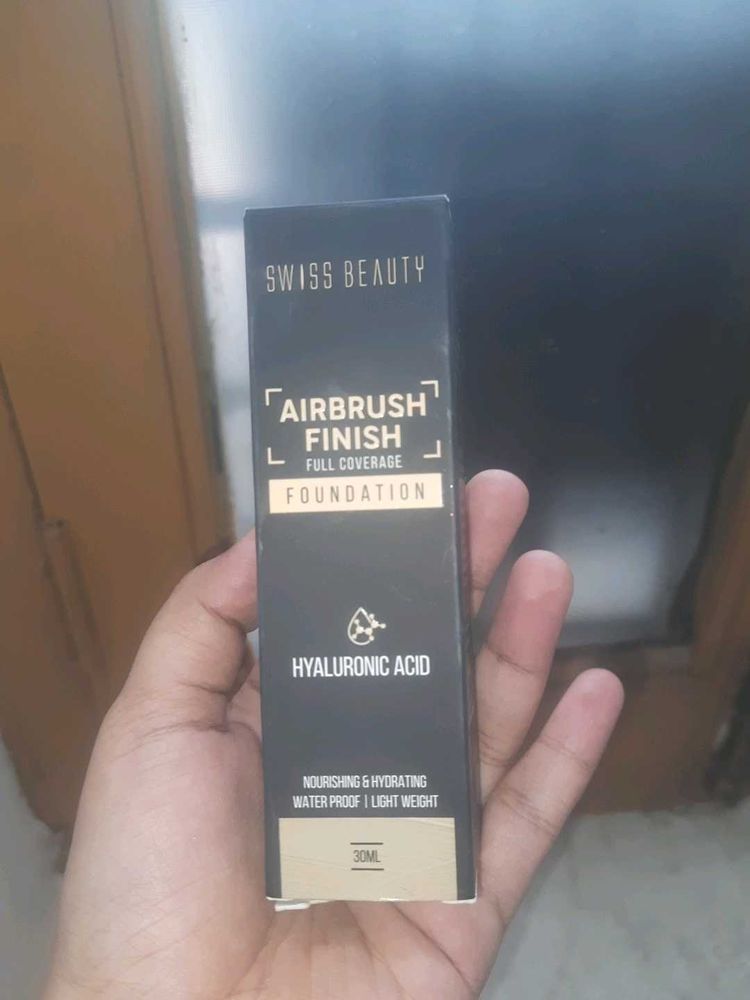 SWISS BEAUTY
AIRBRUSH
FINISH
FULL COVERAGE
FOUNDATION
HYALURONIC ACID
NOURISHING & HYDRATING
WATER PROOF | LIGHT WEIGHT
30ML